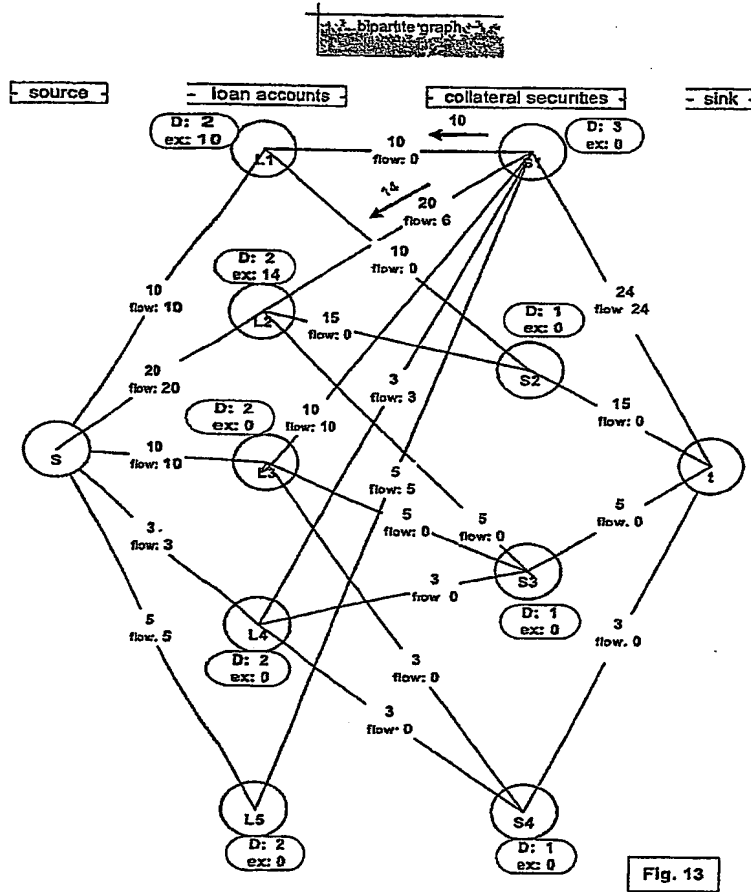 bipartite graph
source
loan accounts
collateral securities
sink
D: 2
ex: 10
L1
10
flow: 0
10
S1
D: 3
ex: 0
24
20
flow: 6
10
flow: 0
D: 2
ex: 14
L2
10
flow: 10
15
flow: 0
D: 1
ex: 0
S2
24
flow 24
20
flow: 20
D: 2
ex: 0
10
flow: 10
3
flow: 3
15
flow: 0
S
10
flow: 10
L3
5
flow: 5
t
5
flow: 0
5
flow: 0
5
flow. 0
3.
flow: 3
S3
3
flow 0
D: 1
ex: 0
L4
D: 2
ex: 0
5
flow. 5
3
flow: 0
3
flow. 0
3
flow: 0
L5
D: 2
ex: 0
S4
D: 1
ex: 0
Fig. 13